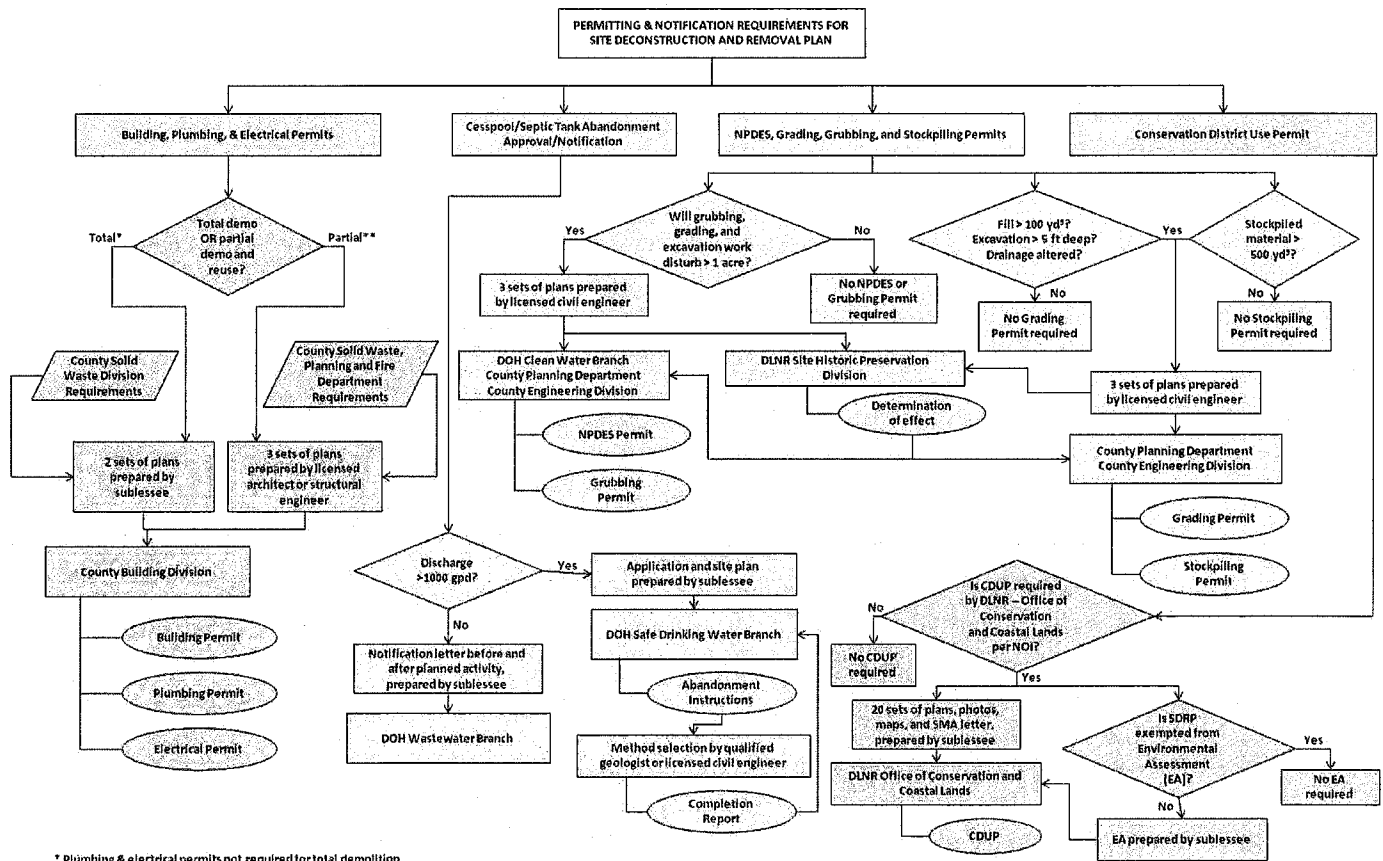 PERMITTING & NOTIFICATION REQUIREMENTS FOR
SITE DECONSTRUCTION AND REMOVAL PLAN
Building, Plumbing, & Electrical Permits
Cesspool/Septic Tank Abandonment
Approval/Notification
NPDES, Grading, Grubbing, and Stockpiling Permits
Conservation District Use Permit
Total demo
OR partial
demo and
reuse?
Total*
Partial**
County Solid
Waste Division
Requirements
County Solid Waste,
Planning and Fire
Department
Requirements
2 sets of plans
prepared by
sublessee
3 sets of plans
prepared by licensed
architect or structural
engineer
County Building Division
Building Permit
Plumbing Permit
Electrical Permit
Discharge
>1000 gpd?
Yes
No
Notification letter before and
after planned activity,
prepared by sublessee
DOH Wastewater Branch
Application and site plan
prepared by sublessee
DOH Safe Drinking Water Branch
Abandonment
Instructions
Method selection by qualified
geologist or licensed civil engineer
Completion
Report
Will grubbing,
grading, and
excavation work
disturb > 1 acre?
Yes
No
3 sets of plans prepared
by licensed civil engineer
No NPDES or
Grubbing Permit
required
DOH Clean Water Branch
County Planning Department
County Engineering Division
NPDES Permit
Grubbing
Permit
DLNR Site Historic Preservation
Division
Determination
of effect
Fill > 100 yd³?
Excavation > 5 ft deep?
Drainage altered?
Yes
No
No Grading
Permit required
Stockpiled
material >
500 yd³?
No
No Stockpiling
Permit required
3 sets of plans prepared
by licensed civil engineer
County Planning Department
County Engineering Division
Grading Permit
Stockpiling
Permit
Is CDUP required
by DLNR – Office of
Conservation
and Coastal Lands
per NOI?
No
Yes
No CDUP
required
20 sets of plans, photos,
maps, and SMA letter,
prepared by sublessee
DLNR Office of Conservation and
Coastal Lands
CDUP
Is SDRP
exempted from
Environmental
Assessment
(EA)?
Yes
No
No EA
required
EA prepared by sublessee
* Plumbing & electrical permits not required for total demolition